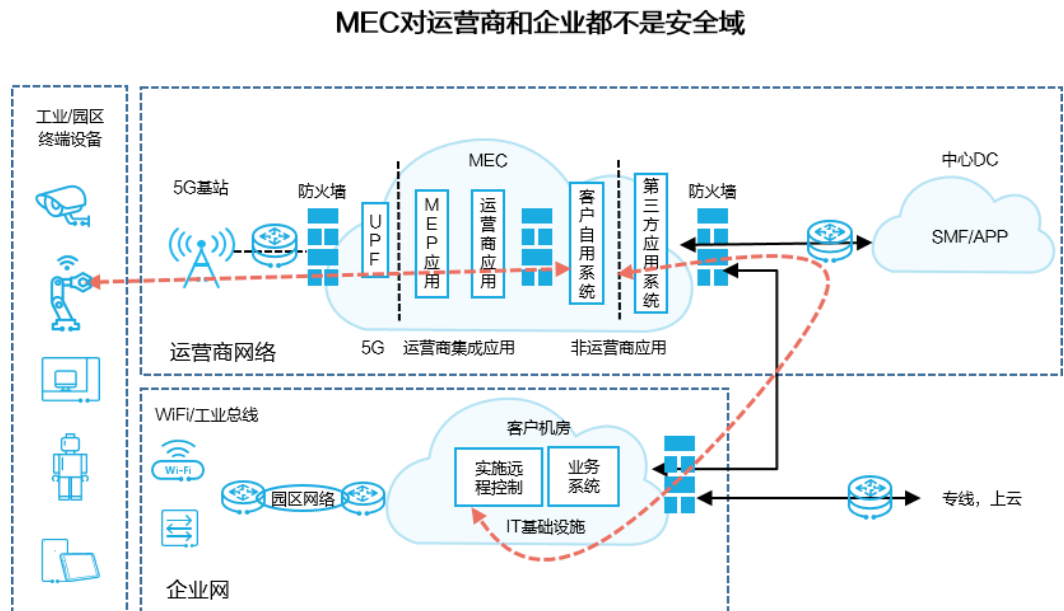 MEC对运营商和企业都不是安全域
工业/园区
终端设备
5G基站
防火墙
MEC
UPF
MEP应用
运营商应用
客户自用系统
第三方应用系统
防火墙
中心DC
SMF/APP
运营商网络
5G
运营商集成应用
非运营商应用
WiFi/工业总线
Wi-Fi
园区网络
客户机房
实施远
程控制
业务
系统
IT基础设施
专线，上云
企业网